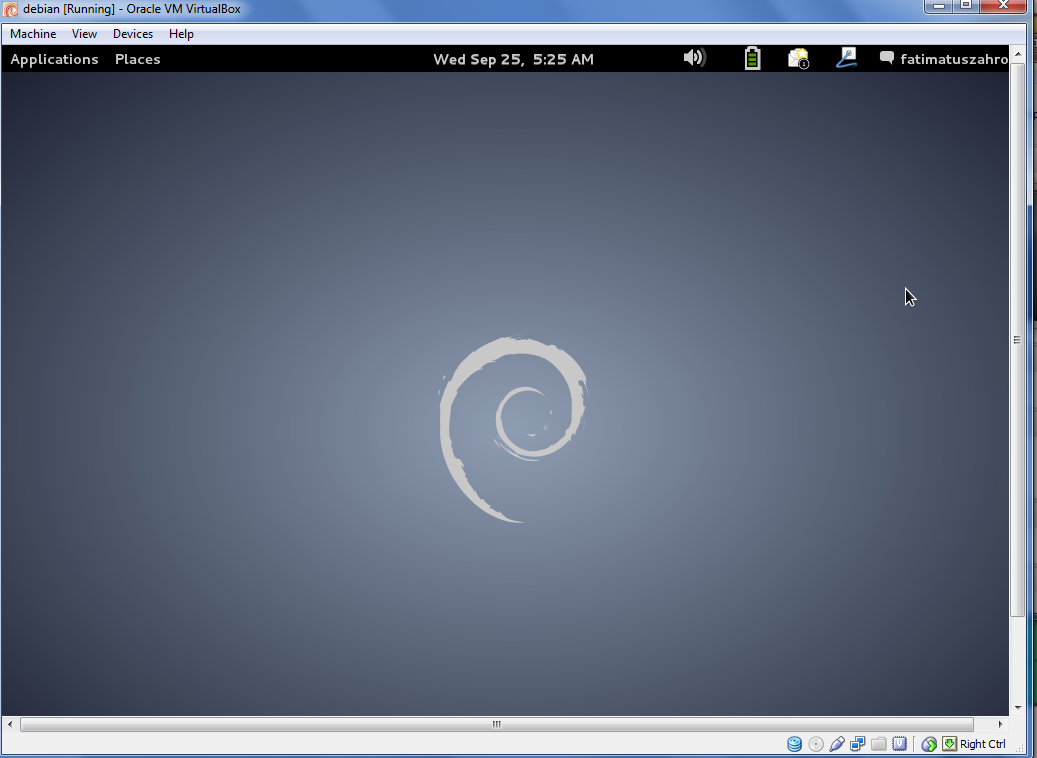 debian [Running] - Oracle VM VirtualBox
Machine View Devices Help
Applications Places Wed Sep 25, 5:25 AM 1 fatimatuszahro
Right Ctrl